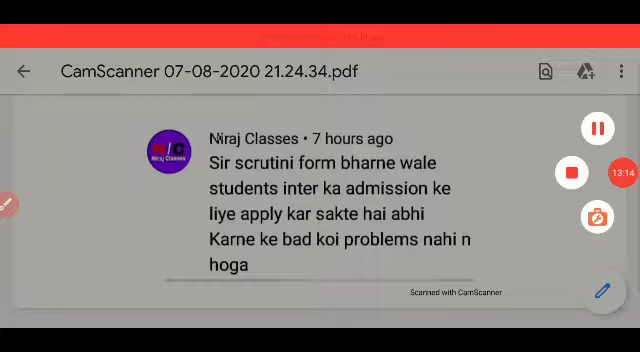 CamScanner 07-08-2020 21.24.34.pdf
Niraj Classes • 7 hours ago
N/C
Niraj Classes
Sir scrutini form bharne wale
students inter ka admission ke
liye apply kar sakte hai abhi
Karne ke bad koi problems nahi n
hoga
13:14
Scanned with CamScanner